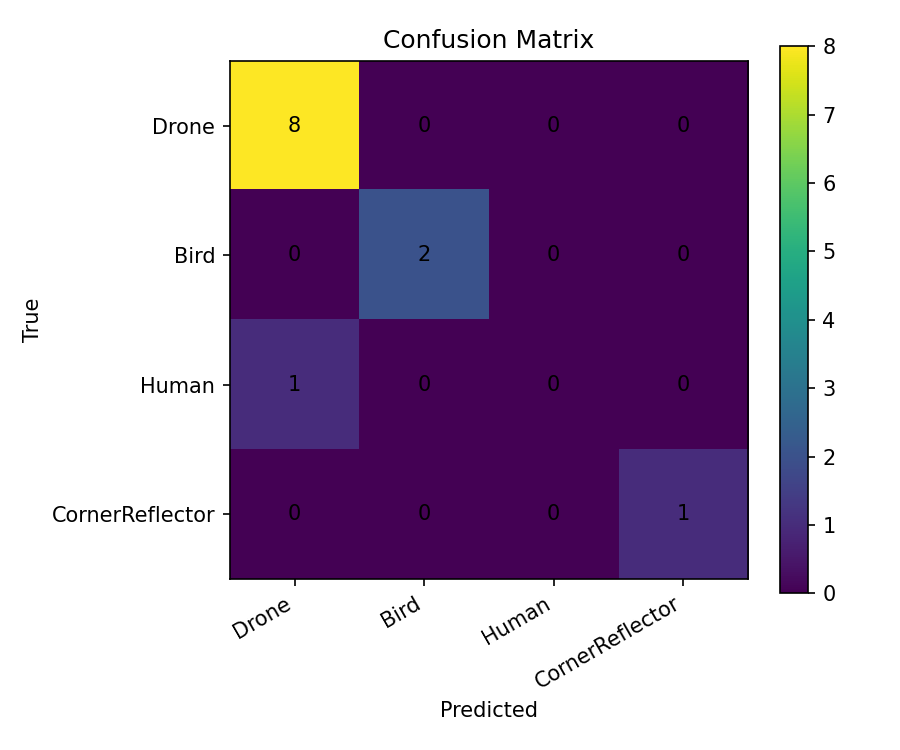 Confusion Matrix
Drone 8 0 0 0
Bird 0 2 0 0
Human 1 0 0 0
CornerReflector 0 0 0 1
Drone Bird Human CornerReflector
Predicted
True
8
7
6
5
4
3
2
1
0